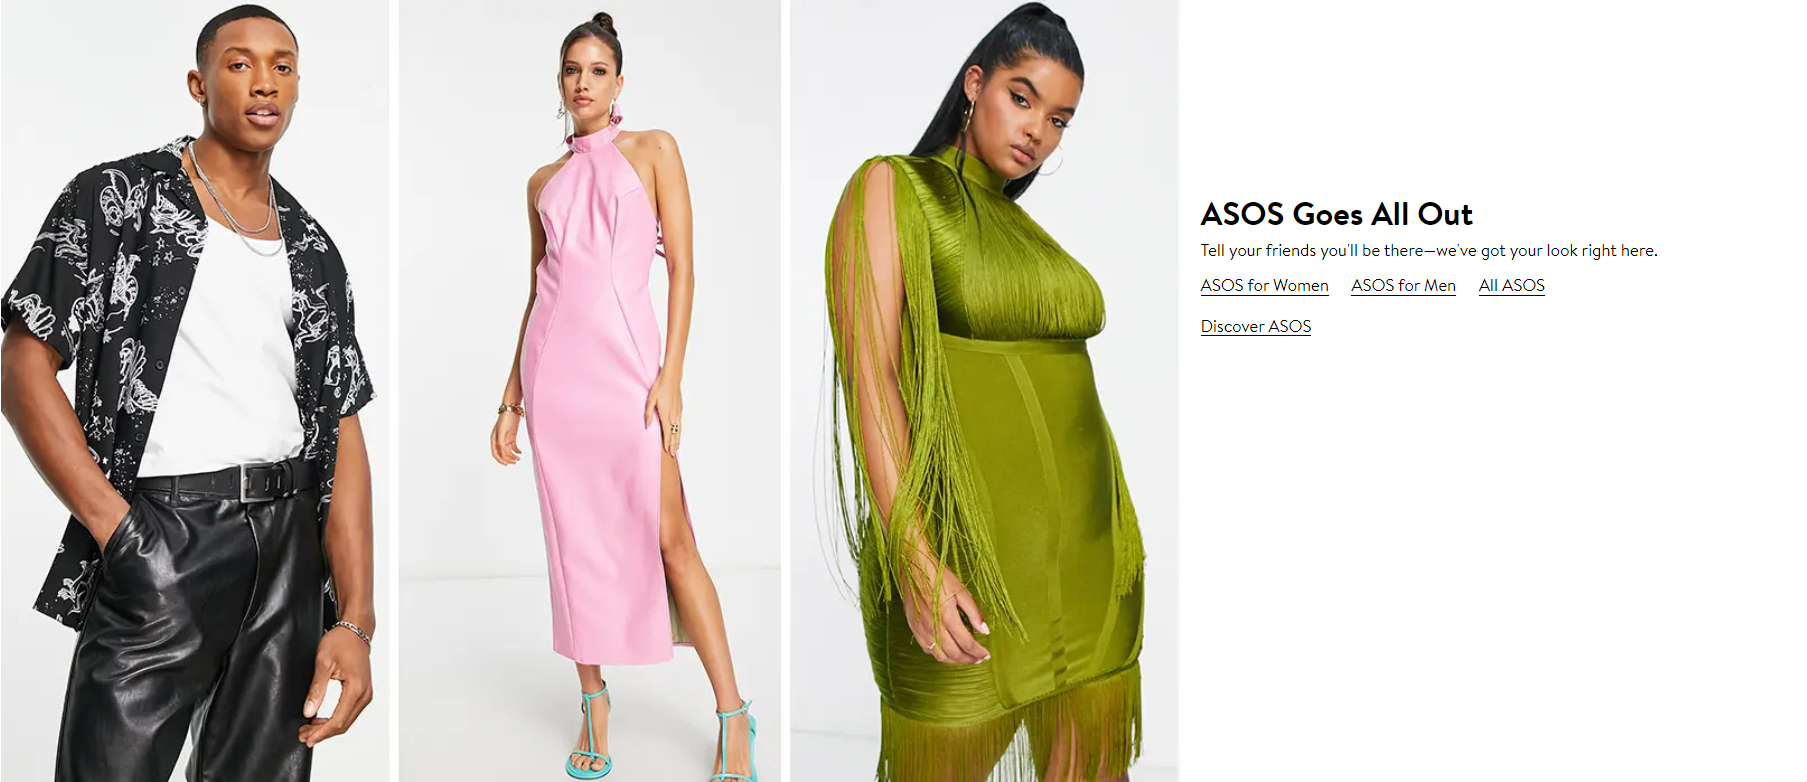 ASOS Goes All Out
Tell your friends you'll be there—we've got your look right here.
ASOS for Women ASOS for Men All ASOS
Discover ASOS